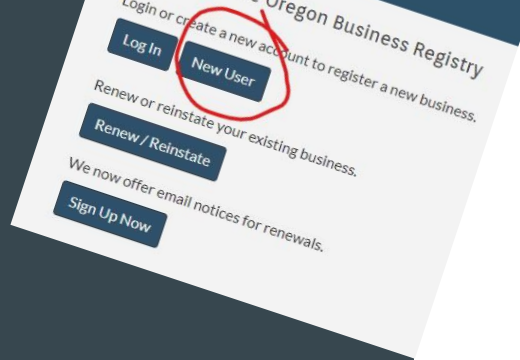 Oregon Business Registry
Login or create a new account to register a new business.
Log In
New User
Renew or reinstate your existing business.
Renew / Reinstate
We now offer email notices for renewals.
Sign Up Now